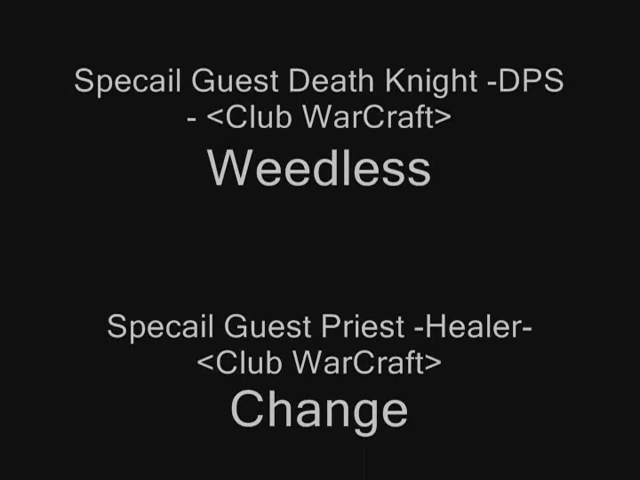 Specail Guest Death Knight -DPS
- <Club WarCraft>
Weedless
Specail Guest Priest -Healer-
<Club WarCraft>
Change